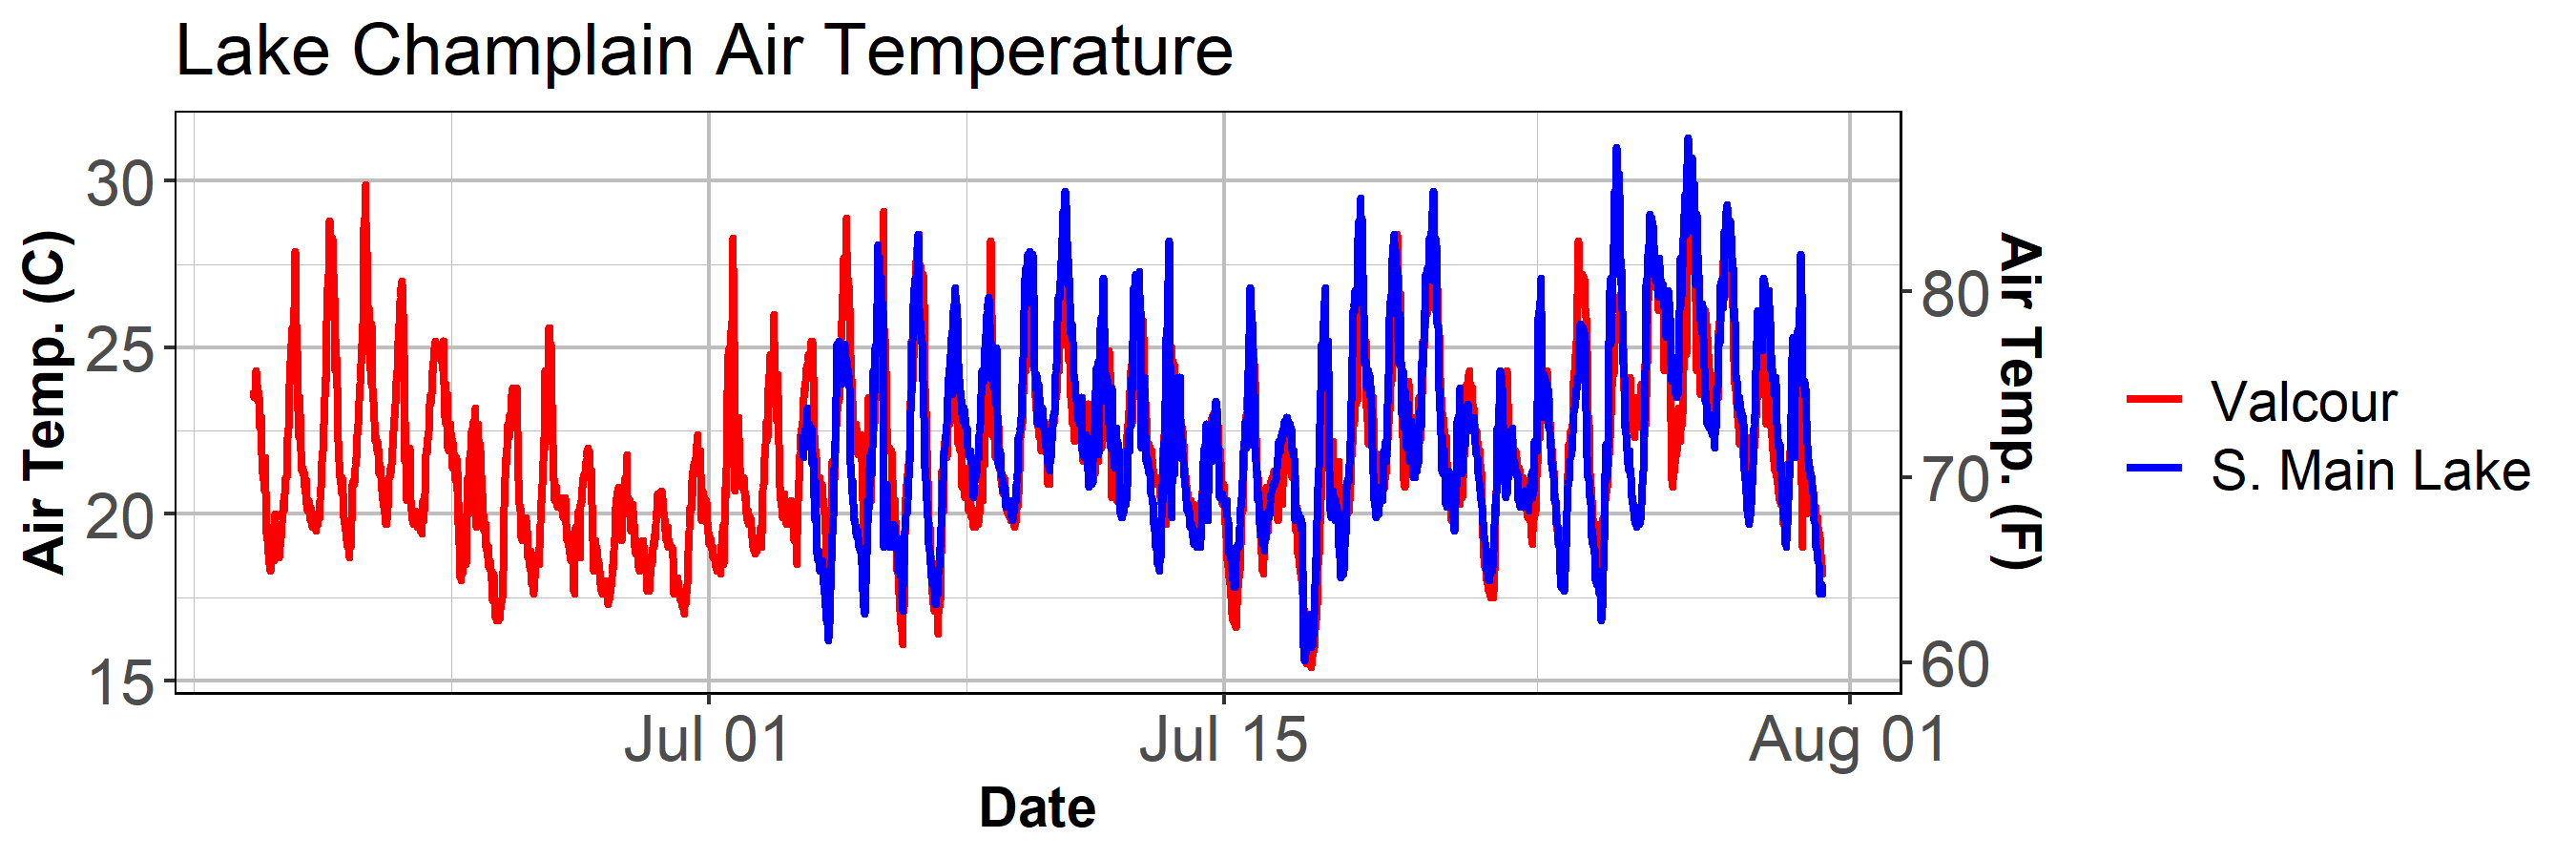 Lake Champlain Air Temperature
Air Temp. (C)
30
25
20
15
Jul 01
Jul 15
Aug 01
Date
80
70
60
Air Temp. (F)
Valcour
S. Main Lake